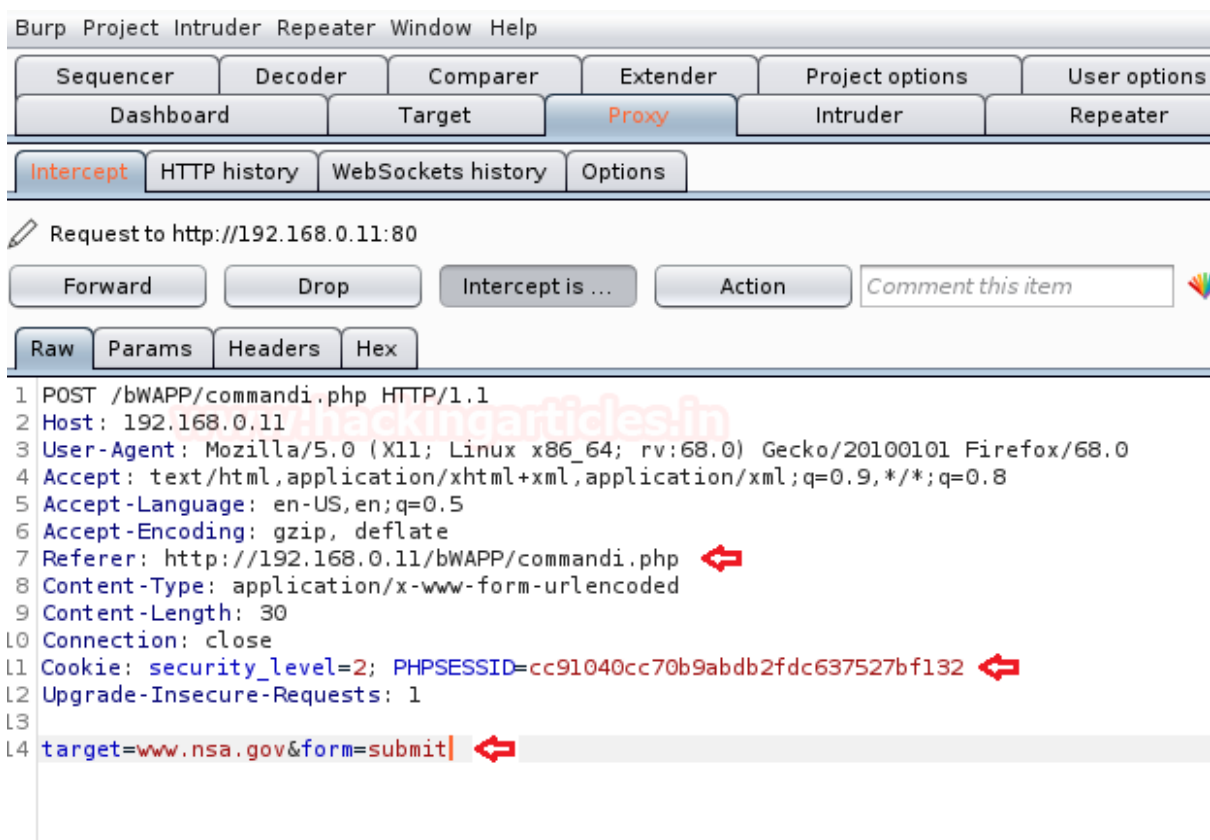 Burp Project Intruder Repeater Window Help
Sequencer Decoder Comparer Extender Project options User options
Dashboard Target Proxy Intruder Repeater
Intercept HTTP history WebSockets history Options
Request to http://192.168.0.11:80
Forward Drop Intercept is ... Action Comment this item
Raw Params Headers Hex
1 POST /bWAPP/commandi.php HTTP/1.1
www.hackingarticles.in
2 Host: 192.168.0.11
3 User-Agent: Mozilla/5.0 (X11; Linux x86_64; rv:68.0) Gecko/20100101 Firefox/68.0
4 Accept: text/html,application/xhtml+xml,application/xml;q=0.9,*/*;q=0.8
5 Accept-Language: en-US,en;q=0.5
6 Accept-Encoding: gzip, deflate
7 Referer: http://192.168.0.11/bWAPP/commandi.php
8 Content-Type: application/x-www-form-urlencoded
9 Content-Length: 30
10 Connection: close
11 Cookie: security_level=2; PHPSESSID=cc91040cc70b9abdb2fdc637527bf132
12 Upgrade-Insecure-Requests: 1
13
14 target=www.nsa.gov&form=submit